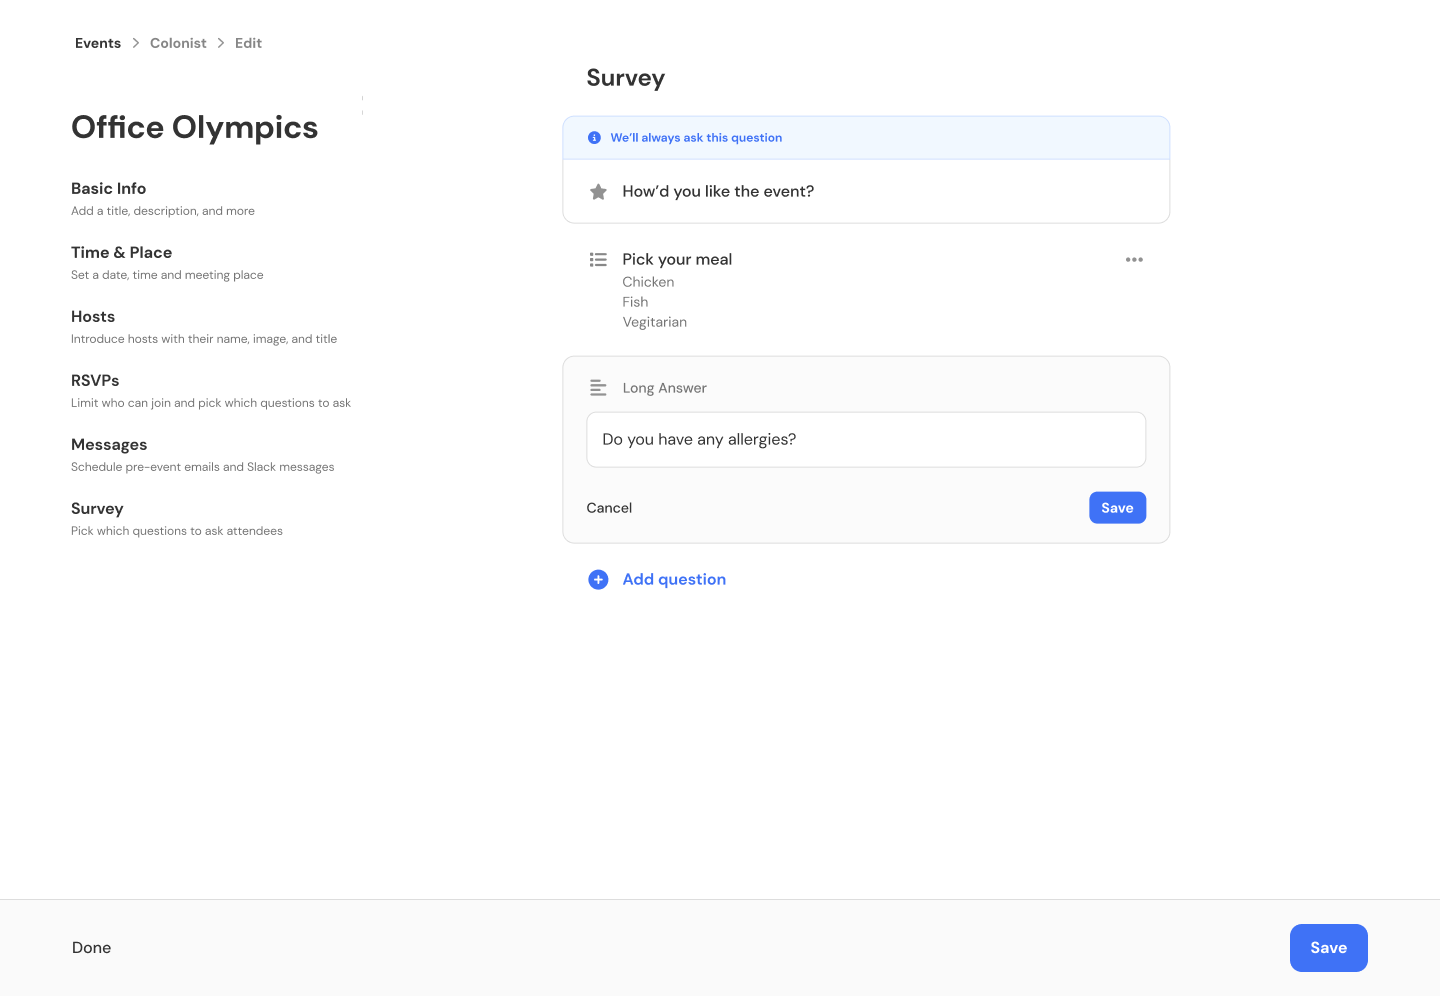 Events
Colonist
Edit
Office Olympics
Basic Info
Add a title, description, and more
Time & Place
Set a date, time and meeting place
Hosts
Introduce hosts with their name, image, and title
RSVPs
Limit who can join and pick which questions to ask
Messages
Schedule pre-event emails and Slack messages
Survey
Pick which questions to ask attendees
Survey
We'll always ask this question
How'd you like the event?
Pick your meal
Chicken
Fish
Vegitarian
Long Answer
Do you have any allergies?
Cancel
Save
Add question
Done
Save